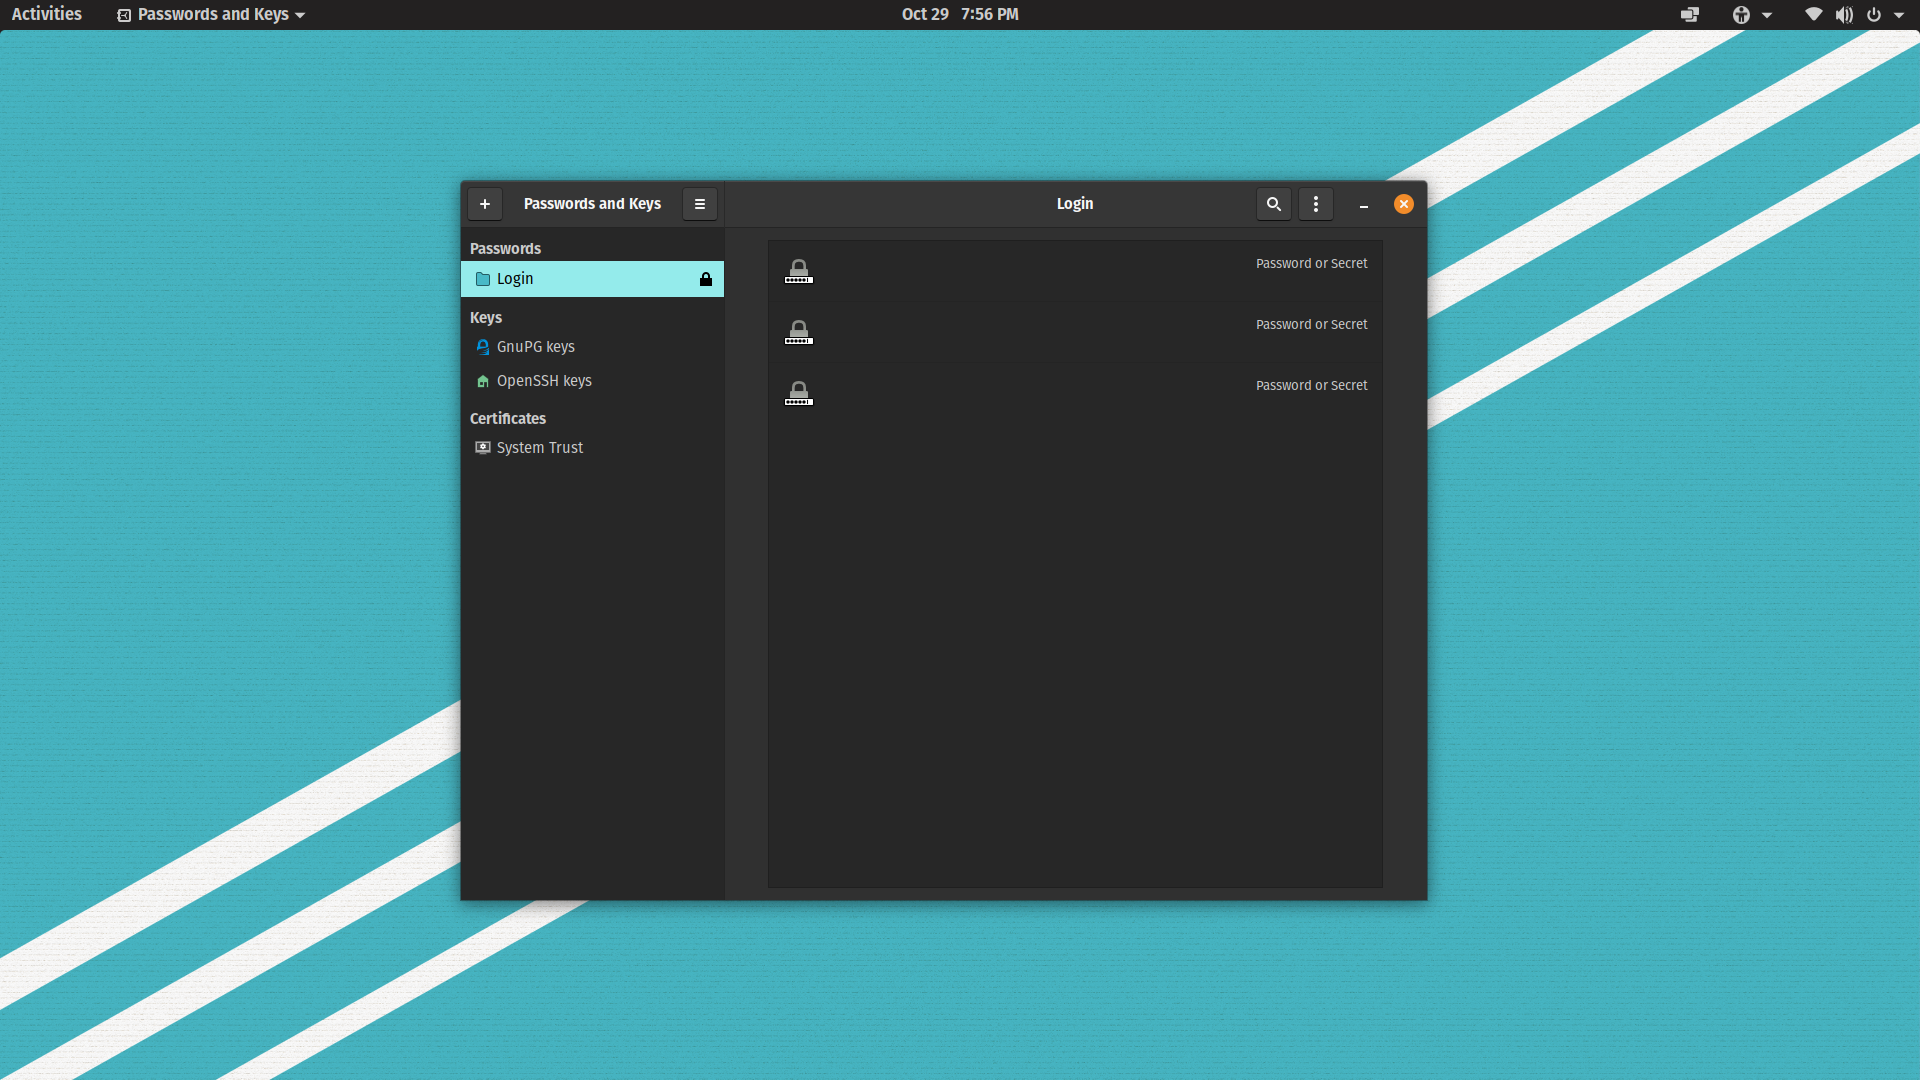 Activities
Passwords and Keys
Oct 29 7:56 PM
Passwords and Keys
Login
Passwords
Login
Keys
GnuPG keys
OpenSSH keys
Certificates
System Trust
Password or Secret
Password or Secret
Password or Secret